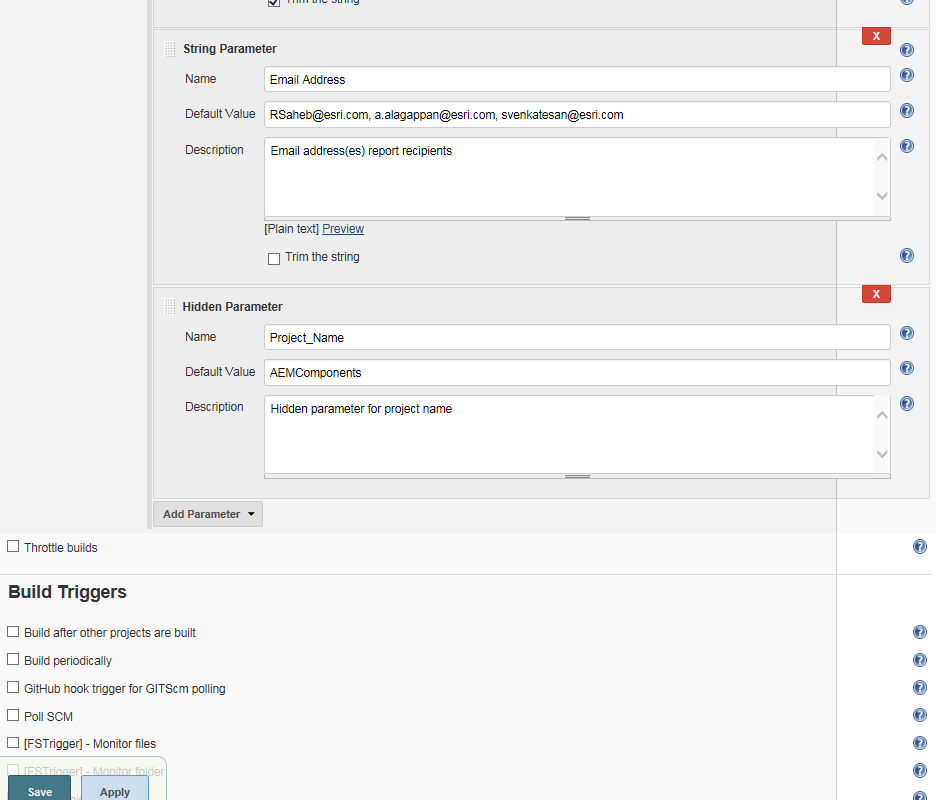 Trim the string
String Parameter
X
Name
Email Address
Default Value
RSaheb@esri.com, a.alagappan@esri.com, svenkatesan@esri.com
Description
Email address(es) report recipients
[Plain text] Preview
Trim the string
Hidden Parameter
X
Name
Project_Name
Default Value
AEMComponents
Description
Hidden parameter for project name
Add Parameter
Throttle builds
Build Triggers
Build after other projects are built
Build periodically
GitHub hook trigger for GITScm polling
Poll SCM
[FSTrigger] - Monitor files
[FSTrigger] - Monitor folder
Save
Apply